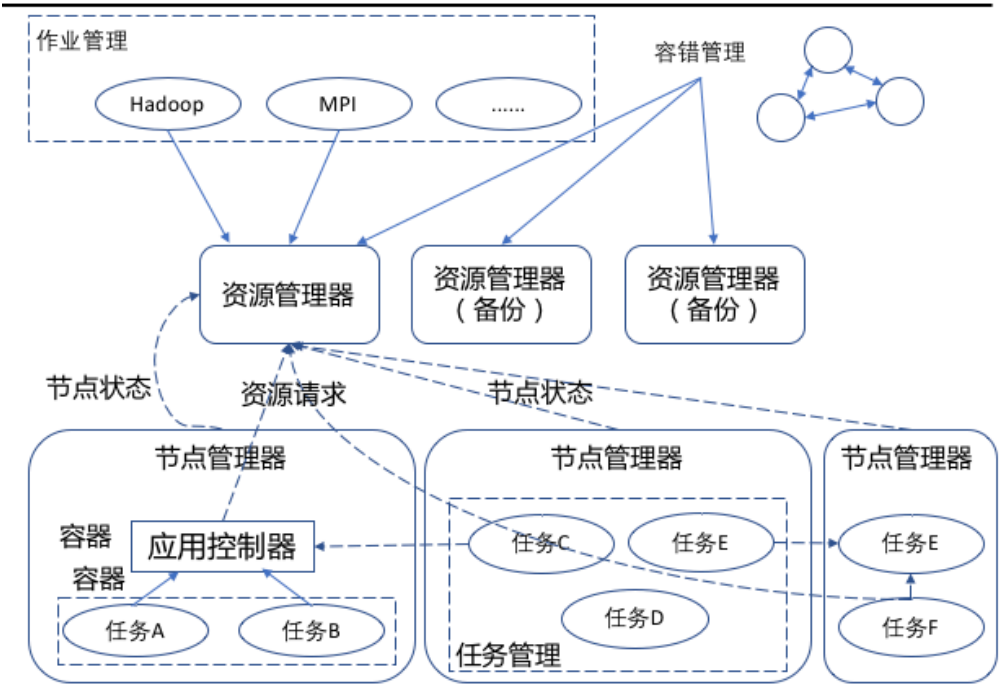 作业管理
容错管理
Hadoop
MPI
......
资源管理器
资源管理器
（备份）
资源管理器
（备份）
节点状态
资源请求
节点状态
节点管理器
节点管理器
节点管理器
容器
应用控制器
任务C
任务E
任务E
容器
任务A
任务B
任务D
任务F
任务管理